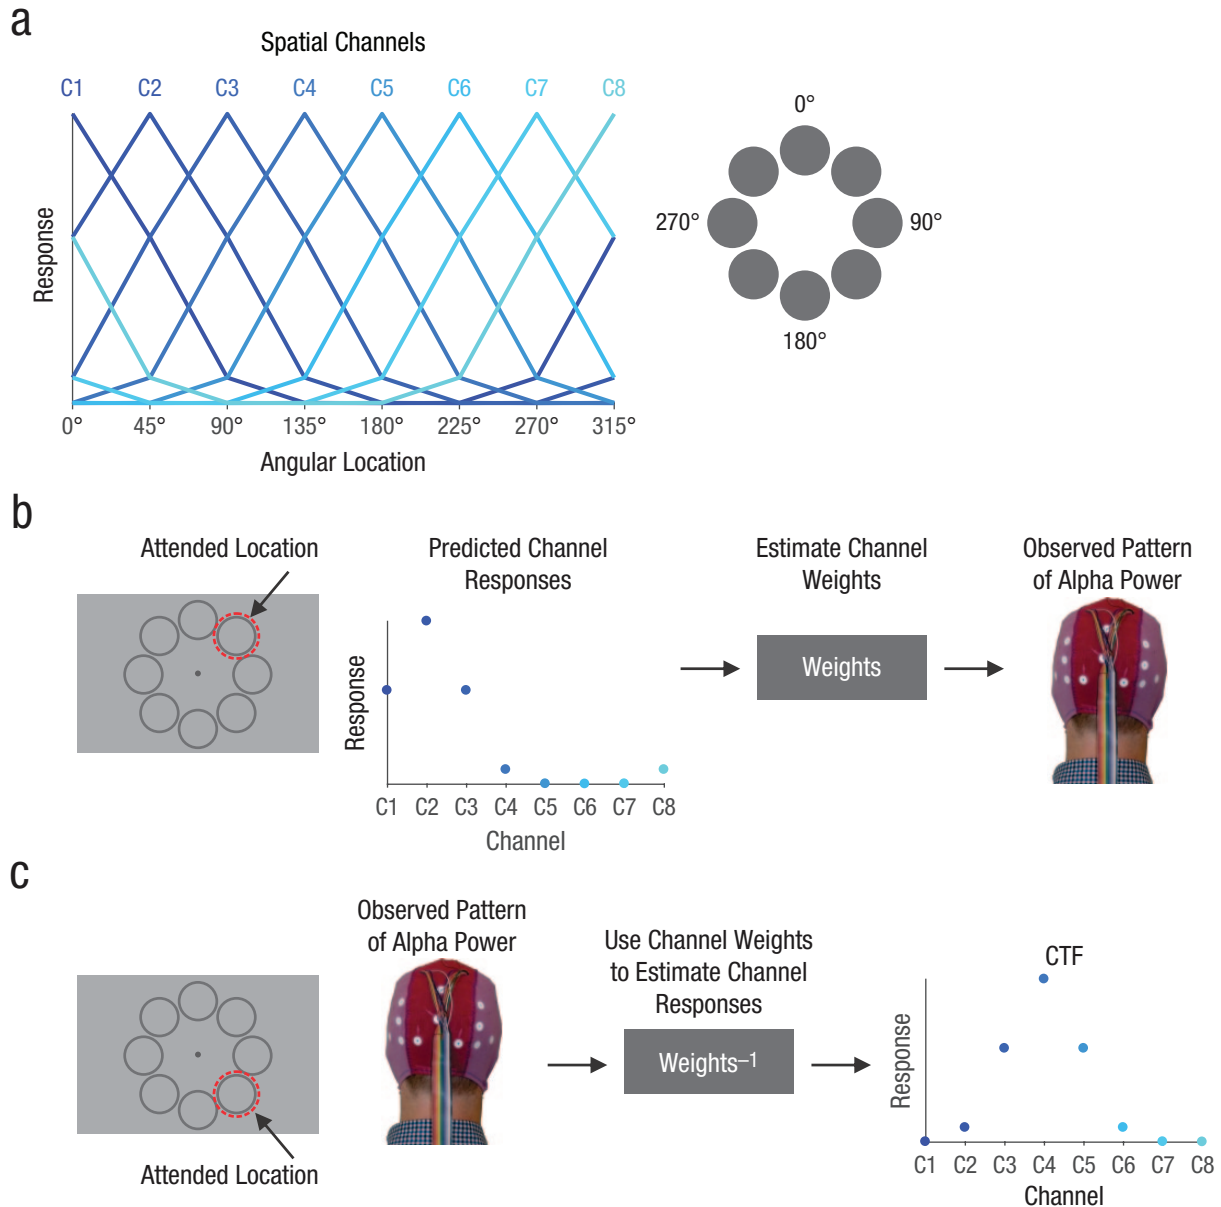 a
Spatial Channels
C1 C2 C3 C4 C5 C6 C7 C8
Response
0° 45° 90° 135° 180° 225° 270° 315°
Angular Location
0°
270° 90°
180°
b
Attended Location
Predicted Channel
Responses
Response
C1 C2 C3 C4 C5 C6 C7 C8
Channel
Estimate Channel
Weights
Weights
Observed Pattern
of Alpha Power
c
Attended Location
Observed Pattern
of Alpha Power
Use Channel Weights
to Estimate Channel
Responses
Weights–1
CTF
Response
C1 C2 C3 C4 C5 C6 C7 C8
Channel